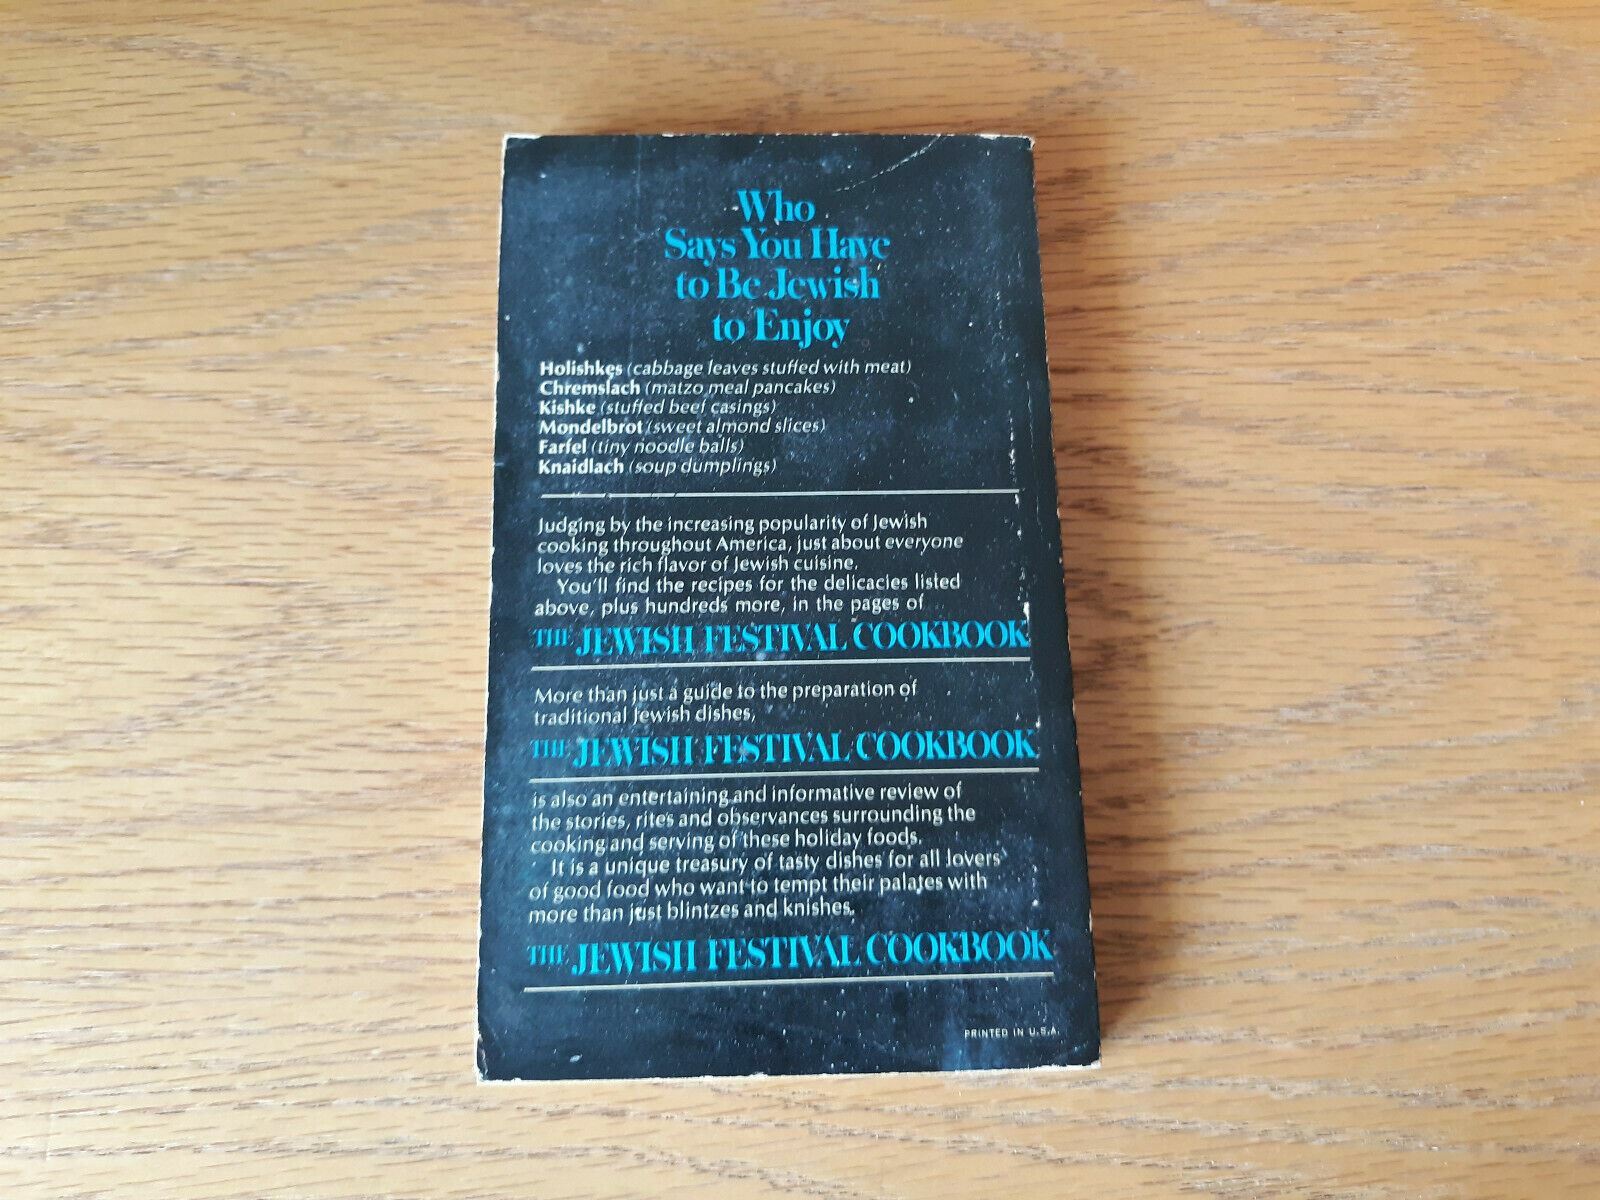 Who
Says You Have
to Be Jewish
to Enjoy
Holishkes (cabbage leaves stuffed with meat)
Chremslach (matzo meal pancakes)
Kishke (stuffed beef casings)
Mondelbrot (sweet almond slices)
Farfel (tiny noodle balls)
Knaidlach (soup dumplings)
Judging by the increasing popularity of Jewish
cooking throughout America, just about everyone
loves the rich flavor of Jewish cuisine.
You'll find the recipes for the delicacies listed
above, plus hundreds more, in the pages of
THE JEWISH FESTIVAL COOKBOOK
More than just a guide to the preparation of
traditional Jewish dishes,
THE JEWISH FESTIVAL COOKBOOK
is also an entertaining and informative review of
the stories, rites and observances surrounding the
cooking and serving of these holiday foods.
It is a unique treasury of tasty dishes for all lovers
of good food who want to tempt their palates with
more than just blintzes and knishes.
THE JEWISH FESTIVAL COOKBOOK
PRINTED IN U.S.A.